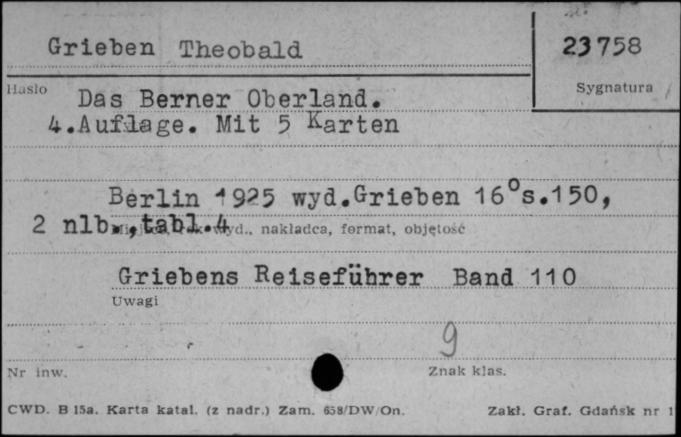 Grieben Theobald
23758
Hasło
Sygnatura
Das Berner Oberland.
4.Auflage. Mit 5 Karten
Berlin 1925 wyd.Grieben 16°s.150,
2 nlb.,tabl.4
wyd., nakładca, format, objętość
Griebens Reiseführer Band 110
Uwagi
9
Nr inw.
Znak klas.
CWD. B 15a. Karta katal. (z nadr.) Zam. 658/DW/On.
Zakł. Graf. Gdańsk nr 1